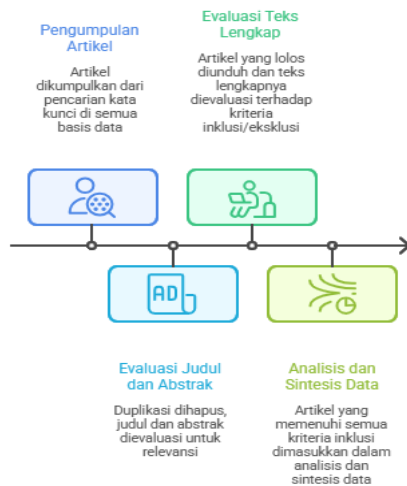 Pengumpulan
Artikel
Artikel
dikumpulkan dari
pencarian kata
kunci di semua
basis data
Evaluasi Teks
Lengkap
Artikel yang lolos
diunduh dan teks
lengkapnya
dievaluasi terhadap
kriteria
inklusi/eksklusi
AD
Evaluasi Judul
dan Abstrak
Duplikasi dihapus,
judul dan abstrak
dievaluasi untuk
relevansi
Analisis dan
Sintesis Data
Artikel yang
memenuhi semua
kriteria inklusi
dimasukkan dalam
analisis dan
sintesis data